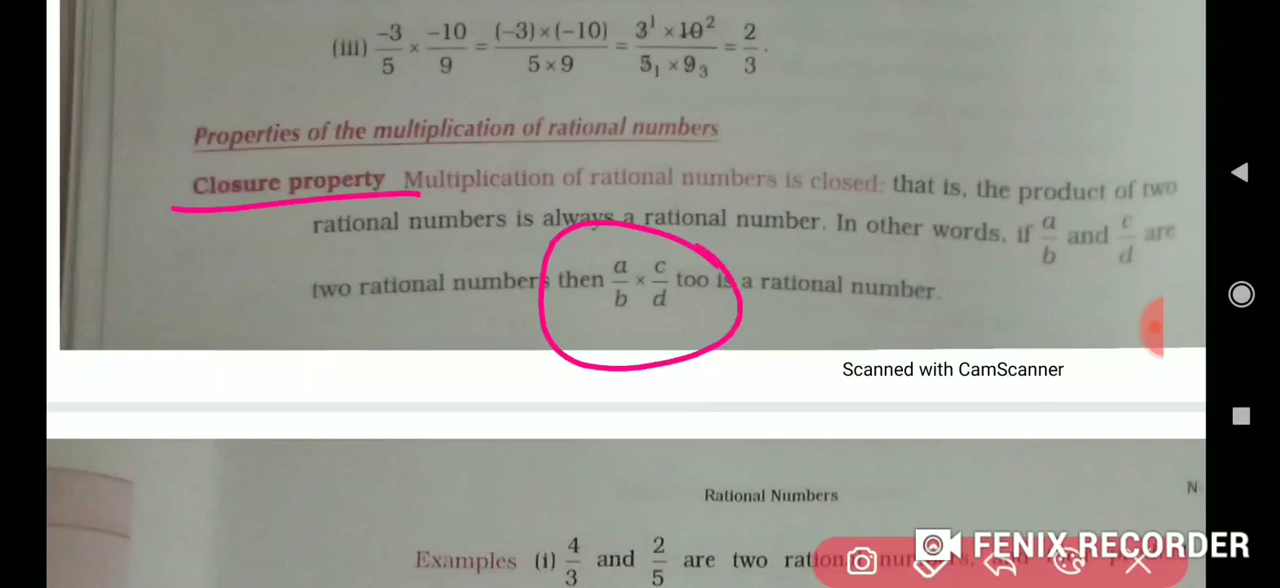 (iii) −3/5 × −10/9 = (−3)×(−10)/5×9 = 3¹ ×10²/5₁ ×9₃ = 2/3.
Properties of the multiplication of rational numbers
Closure property Multiplication of rational numbers is closed; that is, the product of two
rational numbers is always a rational number. In other words, if a/b and c/d are
two rational numbers then a/b × c/d too is a rational number.
Scanned with CamScanner
Rational Numbers
N
Examples (i) 4/3 and 2/5 are two
FENIX RECORDER